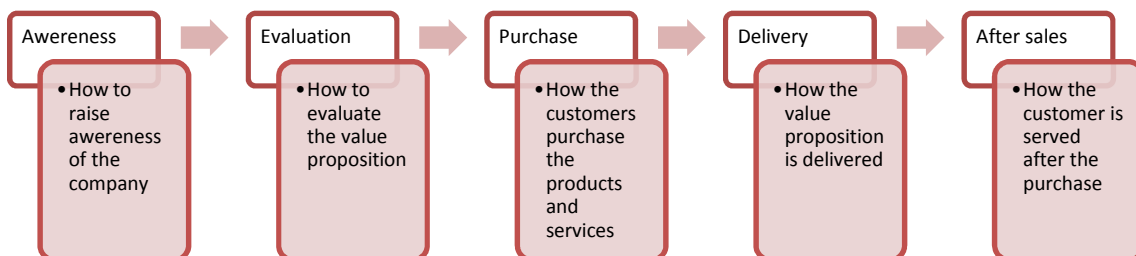 Awereness
• How to
raise
awereness
of the
company
Evaluation
• How to
evaluate
the value
proposition
Purchase
• How the
customers
purchase
the
products
and
services
Delivery
• How the
value
proposition
is delivered
After sales
• How the
customer is
served
after the
purchase